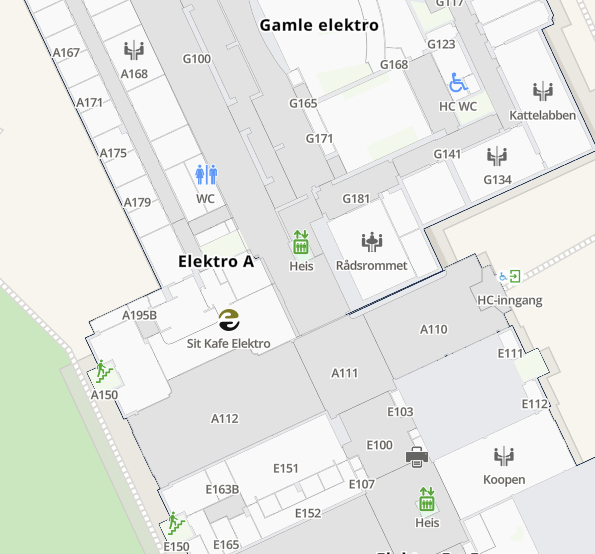 G117
Gamle elektro
G123
A167
G100
G168
A168
A171
G165
HC WC
Kattelabben
G171
A175
G141
G134
WC
A179
G181
Elektro A
Heis
Rådsrommet
HC-inngang
A195B
A110
Sit Kafe Elektro
E111
A111
A150
E112
E103
A112
E100
E151
Koopen
E163B
E107
E152
Heis
E150
E165